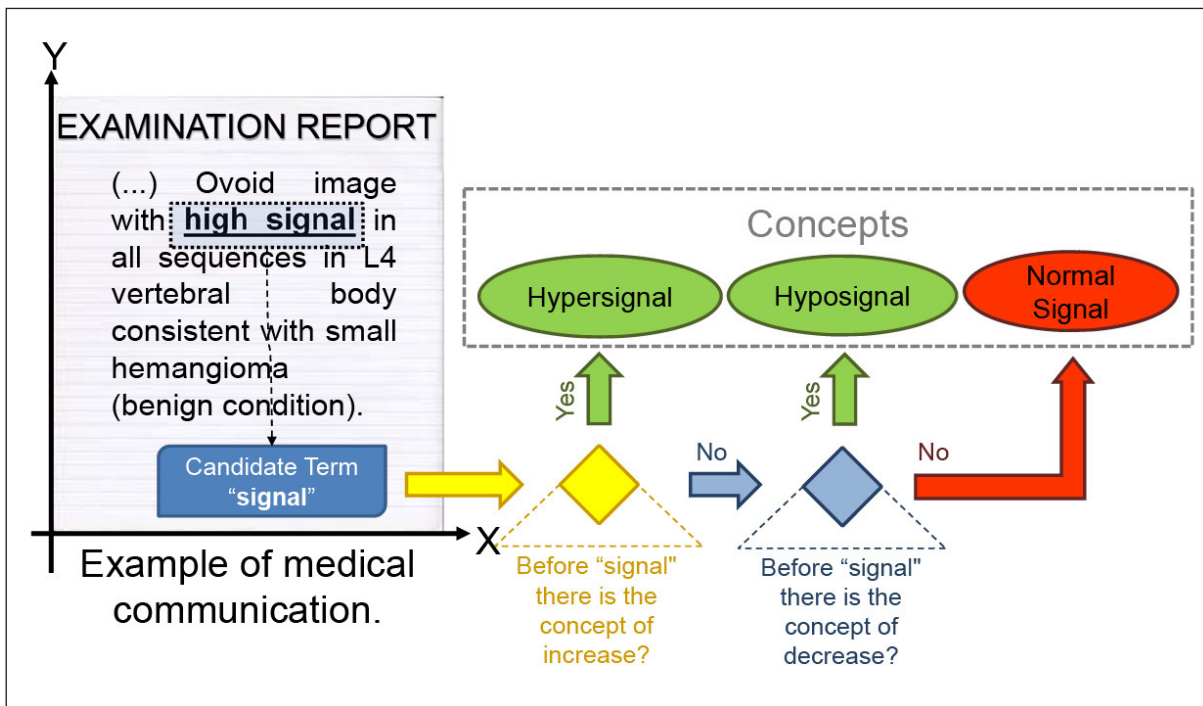 Y
EXAMINATION REPORT
(...) Ovoid image
with high signal in
all sequences in L4
vertebral body
consistent with small
hemangioma
(benign condition).
Candidate Term
“signal”
X
Example of medical
communication.
Concepts
Hypersignal
Hyposignal
Normal
Signal
Yes
Yes
No
No
Before “signal"
there is the
concept of
increase?
Before “signal"
there is the
concept of
decrease?